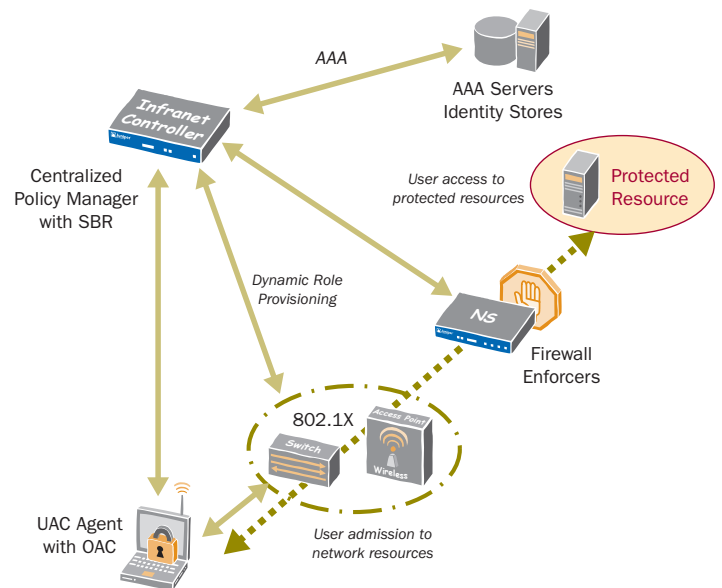 AAA
AAA Servers
Identity Stores
Infranet
Controller
Centralized
Policy Manager
with SBR
User access to
protected resources
Protected
Resource
Dynamic Role
Provisioning
NS
Firewall
Enforcers
802.1X
Switch
Access Point
Wireless
UAC Agent
with OAC
User admission to
network resources